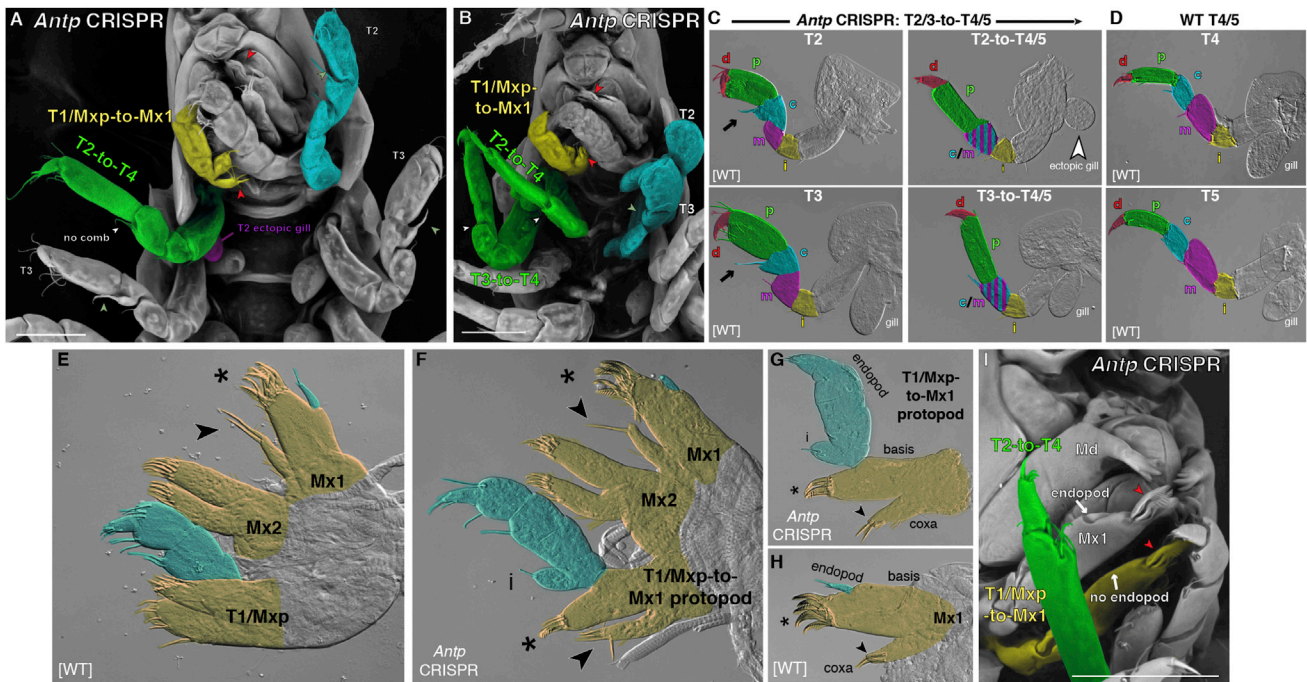 A
Antp CRISPR
T2
T1/Mxp-to-Mx1
T2-to-T4
T3
no comb
T2 ectopic gill
T3
B
Antp CRISPR
T1/Mxp-
to-Mx1
T2
T2-to-T4
T3
T3-to-T4
C
Antp CRISPR: T2/3-to-T4/5
T2
d
p
c
m
i
[WT]
T2-to-T4/5
d
p
c/m
i
ectopic gill
T3
p
d
c
m
i
gill
[WT]
T3-to-T4/5
d
p
c/m
i
gill
D
WT T4/5
T4
p
d
c
m
i
gill
T5
p
d
c
m
i
gill
[WT]
E
*
Mx1
Mx2
T1/Mxp
[WT]
F
*
Mx1
Mx2
i
T1/Mxp-to-
Mx1 protopod
*
Antp
CRISPR
G
endopod
T1/Mxp-
to-Mx1
protopod
i
basis
*
Antp
CRISPR
coxa
H
endopod
basis
*
Mx1
coxa
[WT]
I
Antp CRISPR
T2-to-T4
Md
endopod
Mx1
T1/Mxp
-to-Mx1
no endopod